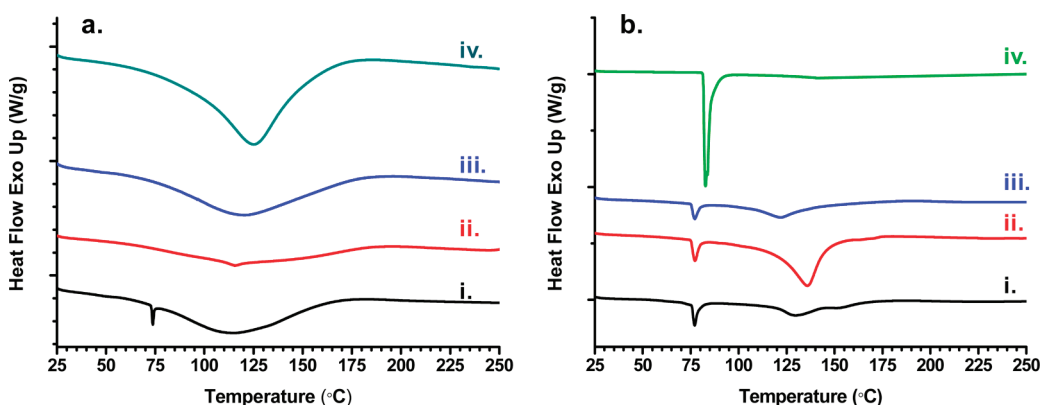 a.
iv.
iii.
ii.
i.
Heat Flow Exo Up (W/g)
25 50 75 100 125 150 175 200 225 250
Temperature (°C)
b.
iv.
iii.
ii.
i.
Heat Flow Exo Up (W/g)
25 50 75 100 125 150 175 200 225 250
Temperature (°C)